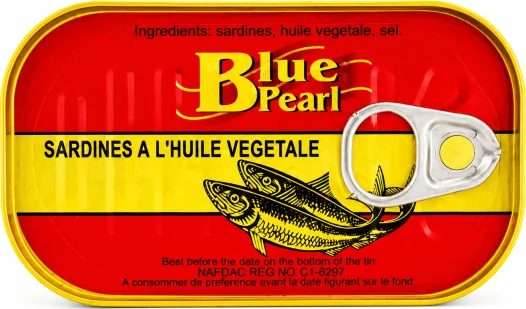 Ingredients: sardines, huile vegetale, sel.
Blue
Pearl
SARDINES A L'HUILE VEGETALE
Best before the date on the bottom of the tin
NAFDAC REG NO. C1-6297
A consommer de preference avant la date figurant sur le fond